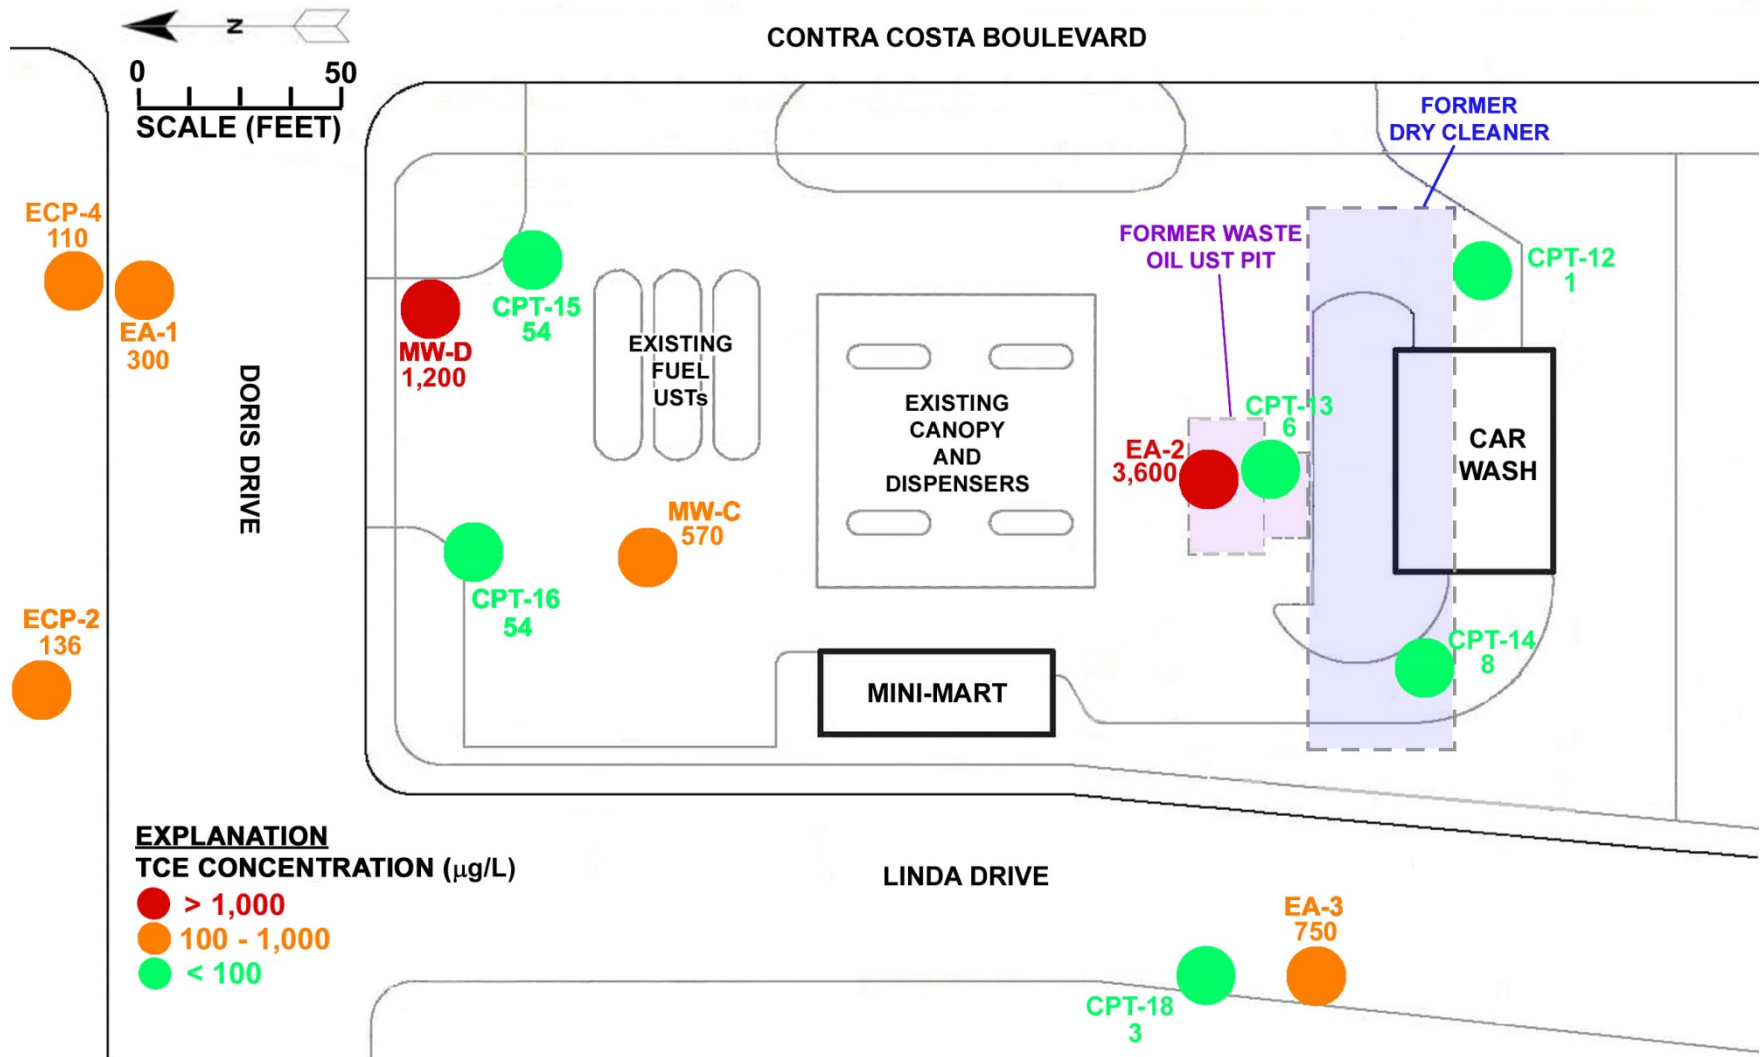 N
CONTRA COSTA BOULEVARD
0 50
SCALE (FEET)
FORMER
DRY CLEANER
ECP-4
110
EA-1
300
FORMER WASTE
OIL UST PIT
CPT-12
1
CPT-15
54
MW-D
1,200
EXISTING
FUEL
USTs
DORIS DRIVE
EXISTING
CANOPY
AND
DISPENSERS
CPT-13
6
EA-2
3,600
CAR
WASH
MW-C
570
CPT-16
54
ECP-2
136
CPT-14
8
MINI-MART
EXPLANATION
TCE CONCENTRATION (µg/L)
> 1,000
100 - 1,000
< 100
LINDA DRIVE
EA-3
750
CPT-18
3